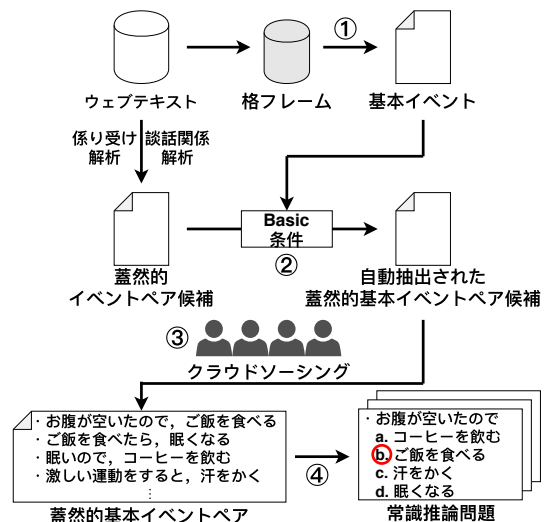 ①
ウェブテキスト
格フレーム
基本イベント
係り受け 談話関係
解析 解析
Basic
条件
②
蓋然的
イベントペア候補
自動抽出された
蓋然的基本イベントペア候補
③
クラウドソーシング
・お腹が空いたので，ご飯を食べる
・ご飯を食べたら，眠くなる
・眠いので，コーヒーを飲む
・激しい運動をすると，汗をかく
⋮
蓋然的基本イベントペア
④
・お腹が空いたので
a. コーヒーを飲む
b. ご飯を食べる
c. 汗をかく
d. 眠くなる
常識推論問題